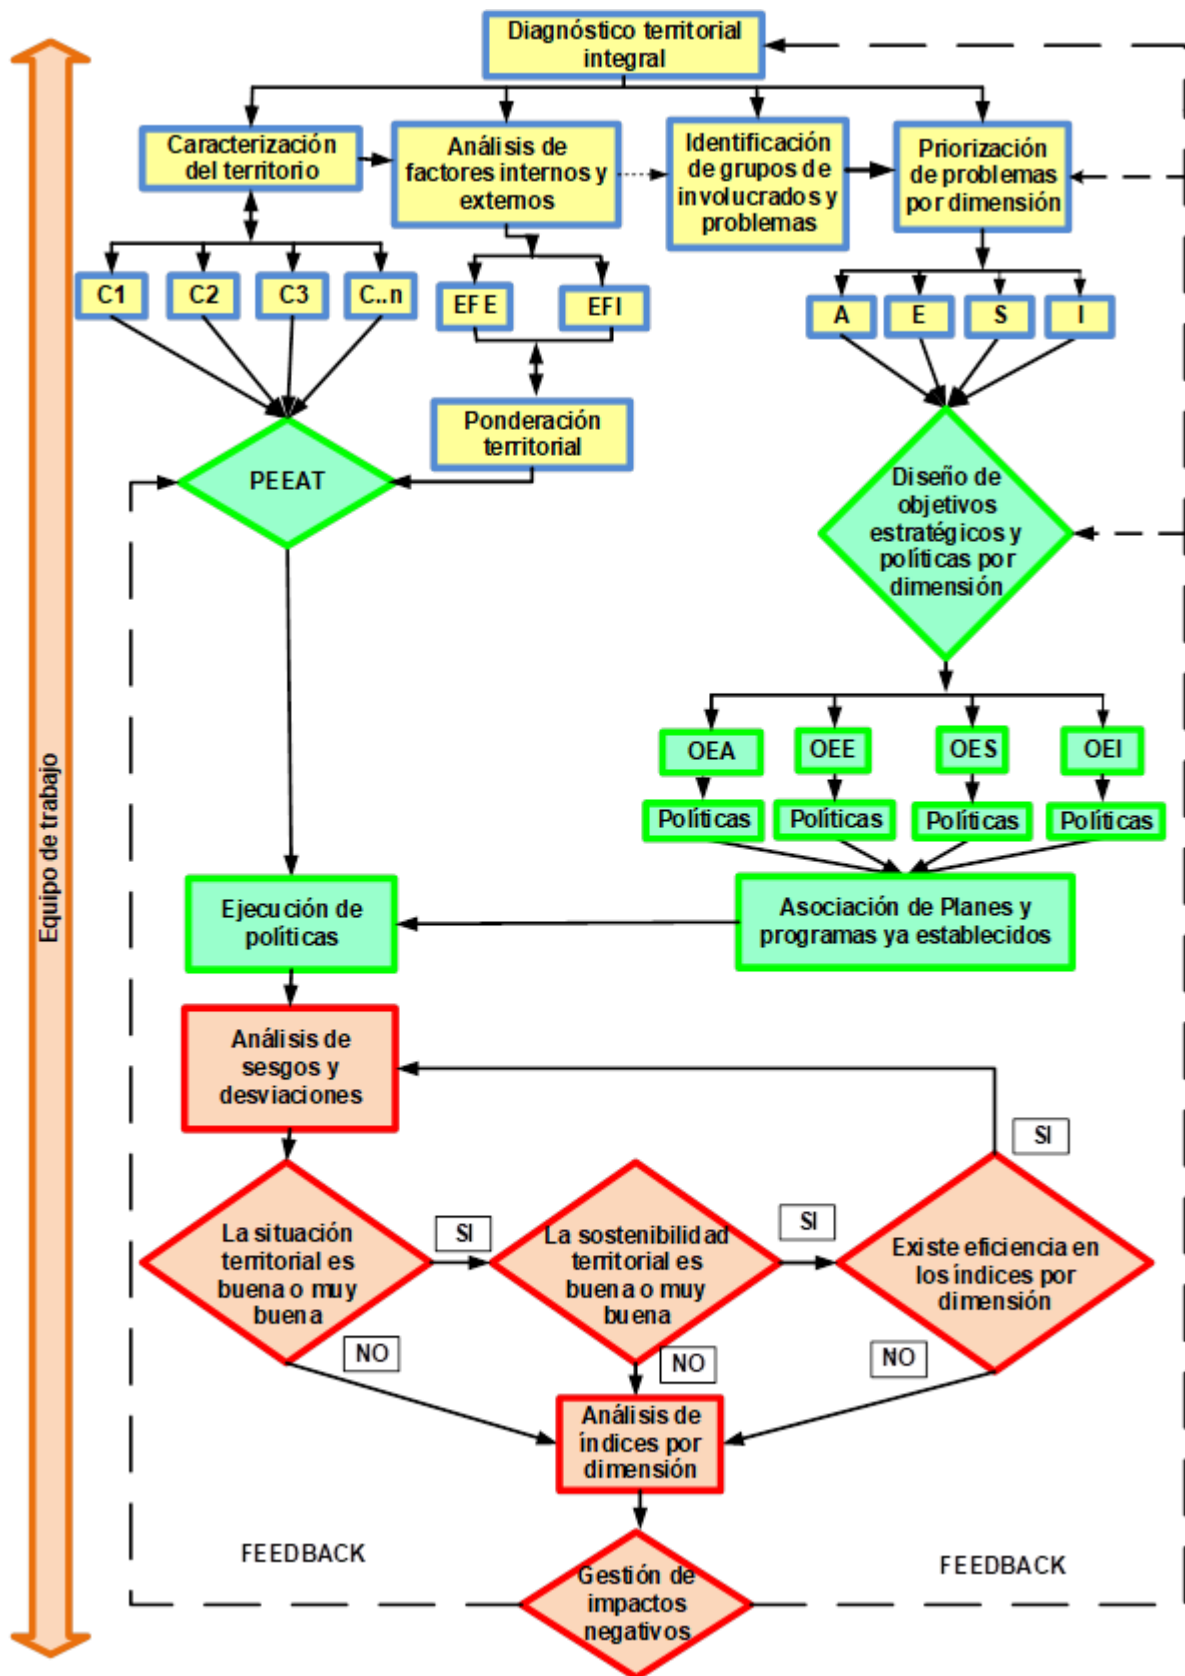 Diagnóstico territorial
integral
Caracterización
del territorio
Análisis de
factores internos y
externos
Identificación
de grupos de
involucrados y
problemas
Priorización
de problemas
por dimensión
C1
C2
C3
C..n
EFE
EFI
A
E
S
I
Ponderación
territorial
PEEAT
Diseño de
objetivos
estratégicos y
políticas por
dimensión
OEA
OEE
OES
OEI
Políticas
Políticas
Políticas
Políticas
Equipo de trabajo
Ejecución de
políticas
Asociación de Planes y
programas ya establecidos
Análisis de
sesgos y
desviaciones
SI
La situación
territorial es
buena o muy
buena
SI
La sostenibilidad
territorial es
buena o muy
buena
SI
Existe eficiencia en
los índices por
dimensión
NO
NO
NO
Análisis de
índices por
dimensión
FEEDBACK
FEEDBACK
Gestión de
impactos
negativos